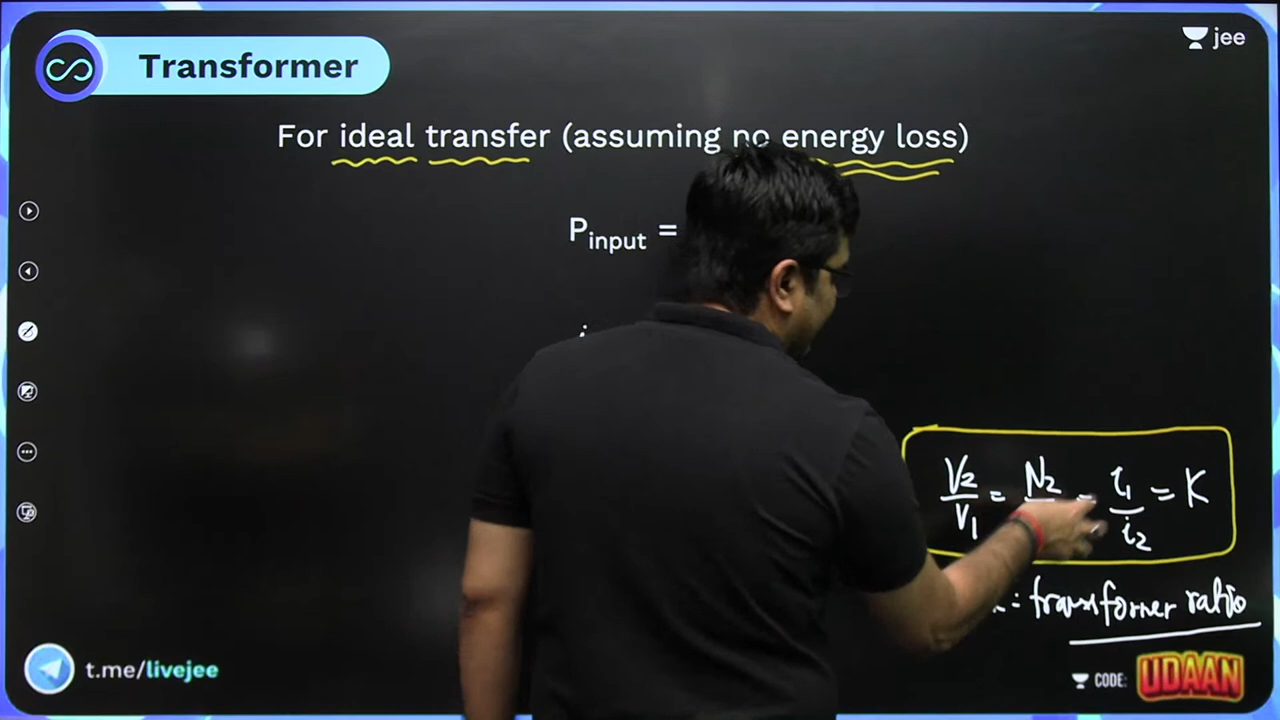 Transformer
jee
For ideal transfer (assuming no energy loss)
P_input =
V2/V1 = N2 = i1/i2 = K
: transformer ratio
t.me/livejee
CODE: UDAAN